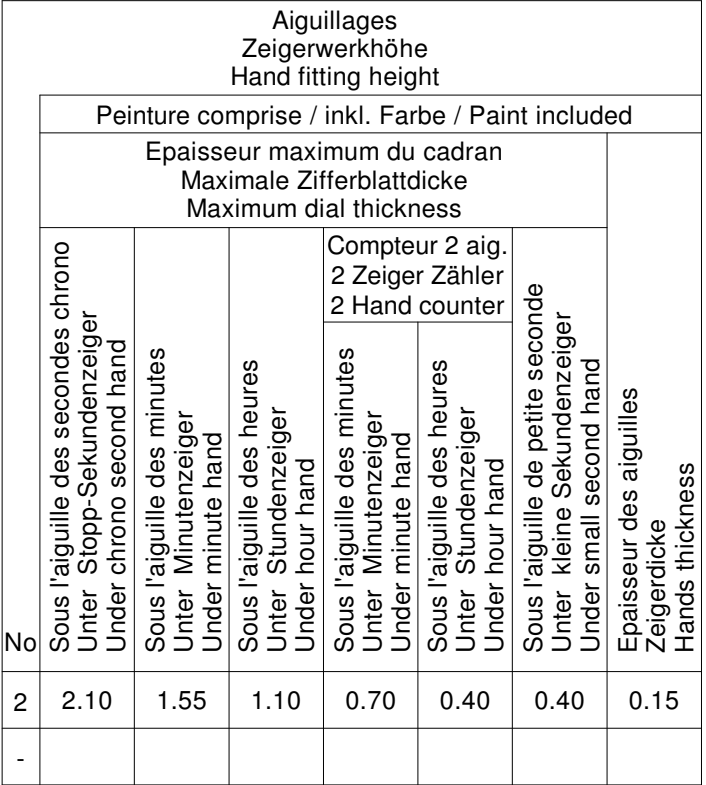 Aiguillages
Zeigerwerkhöhe
Hand fitting height
Peinture comprise / inkl. Farbe / Paint included
Epaisseur maximum du cadran
Maximale Zifferblattdicke
Maximum dial thickness
Compteur 2 aig.
2 Zeiger Zähler
2 Hand counter
No
Sous l'aiguille des secondes chrono
Unter Stopp-Sekundenzeiger
Under chrono second hand
Sous l'aiguille des minutes
Unter Minutenzeiger
Under minute hand
Sous l'aiguille des heures
Unter Stundenzeiger
Under hour hand
Sous l'aiguille des minutes
Unter Minutenzeiger
Under minute hand
Sous l'aiguille des heures
Unter Stundenzeiger
Under hour hand
Sous l'aiguille de petite seconde
Unter kleine Sekundenzeiger
Under small second hand
Epaisseur des aiguilles
Zeigerdicke
Hands thickness
2 2.10 1.55 1.10 0.70 0.40 0.40 0.15
-